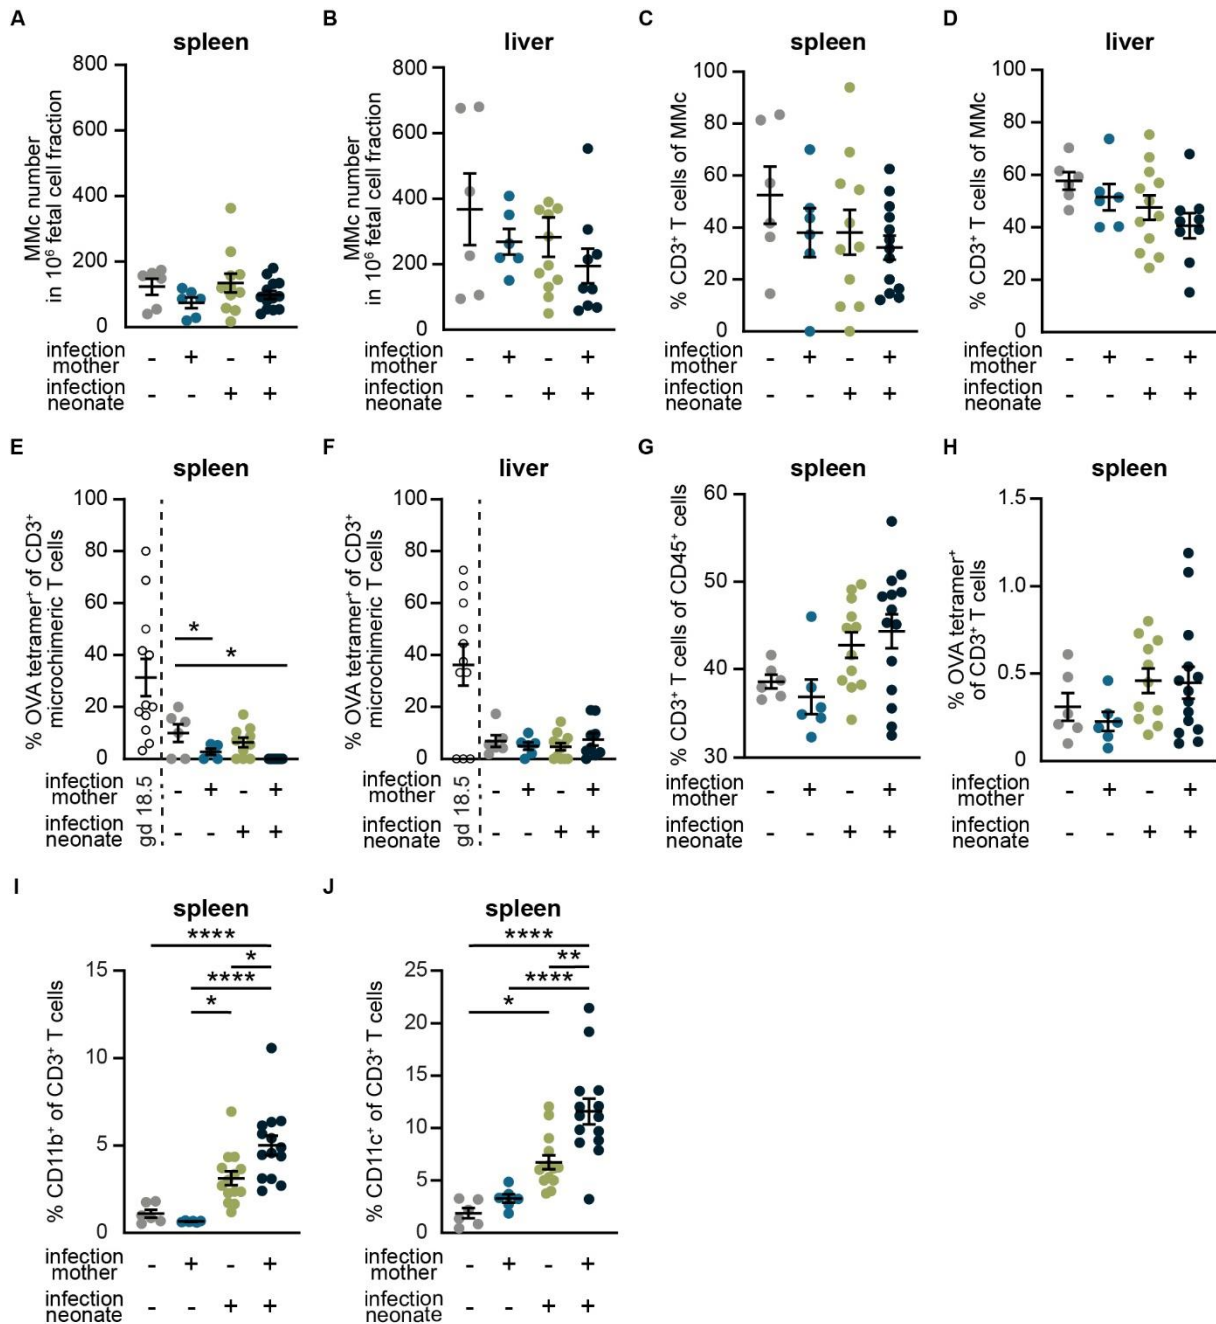 A
spleen
MMc number
in 10⁶ fetal cell fraction
800
600
400
200
0
infection mother - + - +
infection neonate - - + +
B
liver
MMc number
in 10⁶ fetal cell fraction
800
600
400
200
0
infection mother - + - +
infection neonate - - + +
C
spleen
% CD3⁺ T cells of MMc
100
80
60
40
20
0
infection mother - + - +
infection neonate - - + +
D
liver
% CD3⁺ T cells of MMc
100
80
60
40
20
0
infection mother - + - +
infection neonate - - + +
E
spleen
% OVA tetramer⁺ of CD3⁺
microchimeric T cells
100
80
60
40
20
0
*
*
gd 18.5
infection mother - + - +
infection neonate - - + +
F
liver
% OVA tetramer⁺ of CD3⁺
microchimeric T cells
100
80
60
40
20
0
gd 18.5
infection mother - + - +
infection neonate - - + +
G
spleen
% CD3⁺ T cells of CD45⁺ cells
60
50
40
30
infection mother - + - +
infection neonate - - + +
H
spleen
% OVA tetramer⁺
of CD3⁺ T cells
1.5
1.0
0.5
0
infection mother - + - +
infection neonate - - + +
I
spleen
% CD11b⁺ of CD3⁺ T cells
****
*
****
*
15
10
5
0
infection mother - + - +
infection neonate - - + +
J
spleen
% CD11c⁺ of CD3⁺ T cells
****
**
****
*
25
20
15
10
5
0
infection mother - + - +
infection neonate - - + +